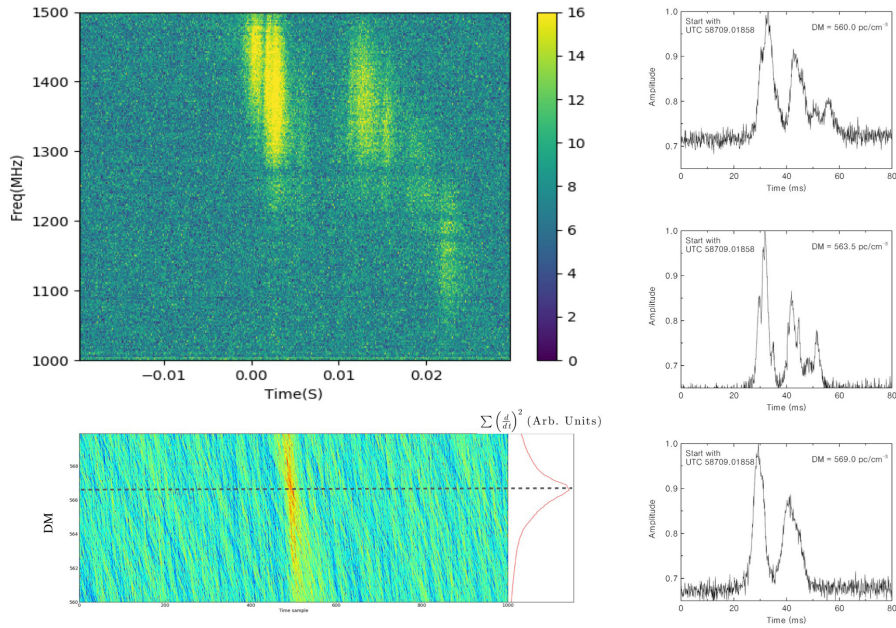 1500
1400
1300
1200
1100
1000
Freq(MHz)
−0.01
0.00
0.01
0.02
Time(S)
16
14
12
10
8
6
4
2
0
Start with
UTC 58709.01858
DM = 560.0 pc/cm⁻³
1.0
0.9
0.8
0.7
Amplitude
0
20
40
60
80
Time (ms)
Start with
UTC 58709.01858
DM = 563.5 pc/cm⁻³
1.0
0.9
0.8
0.7
Amplitude
0
20
40
60
80
Time (ms)
∑(d/dt)² (Arb. Units)
568
566
564
562
560
DM
0
200
400
600
800
1000
Time sample
Start with
UTC 58709.01858
DM = 569.0 pc/cm⁻³
1.0
0.9
0.8
0.7
Amplitude
0
20
40
60
80
Time (ms)